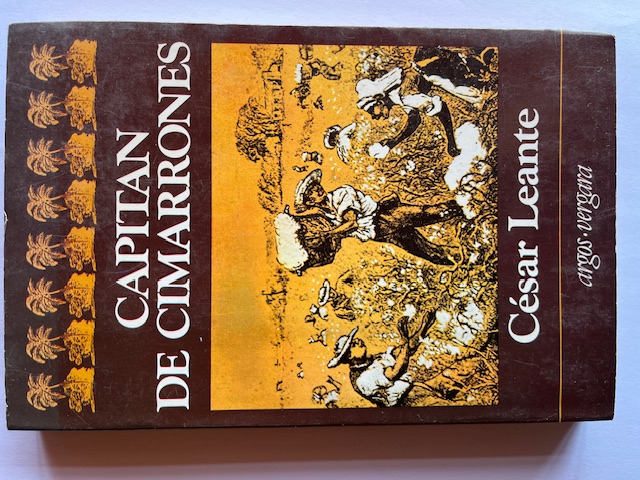 CAPITAN
DE CIMARRONES
César Leante
argos·vergara